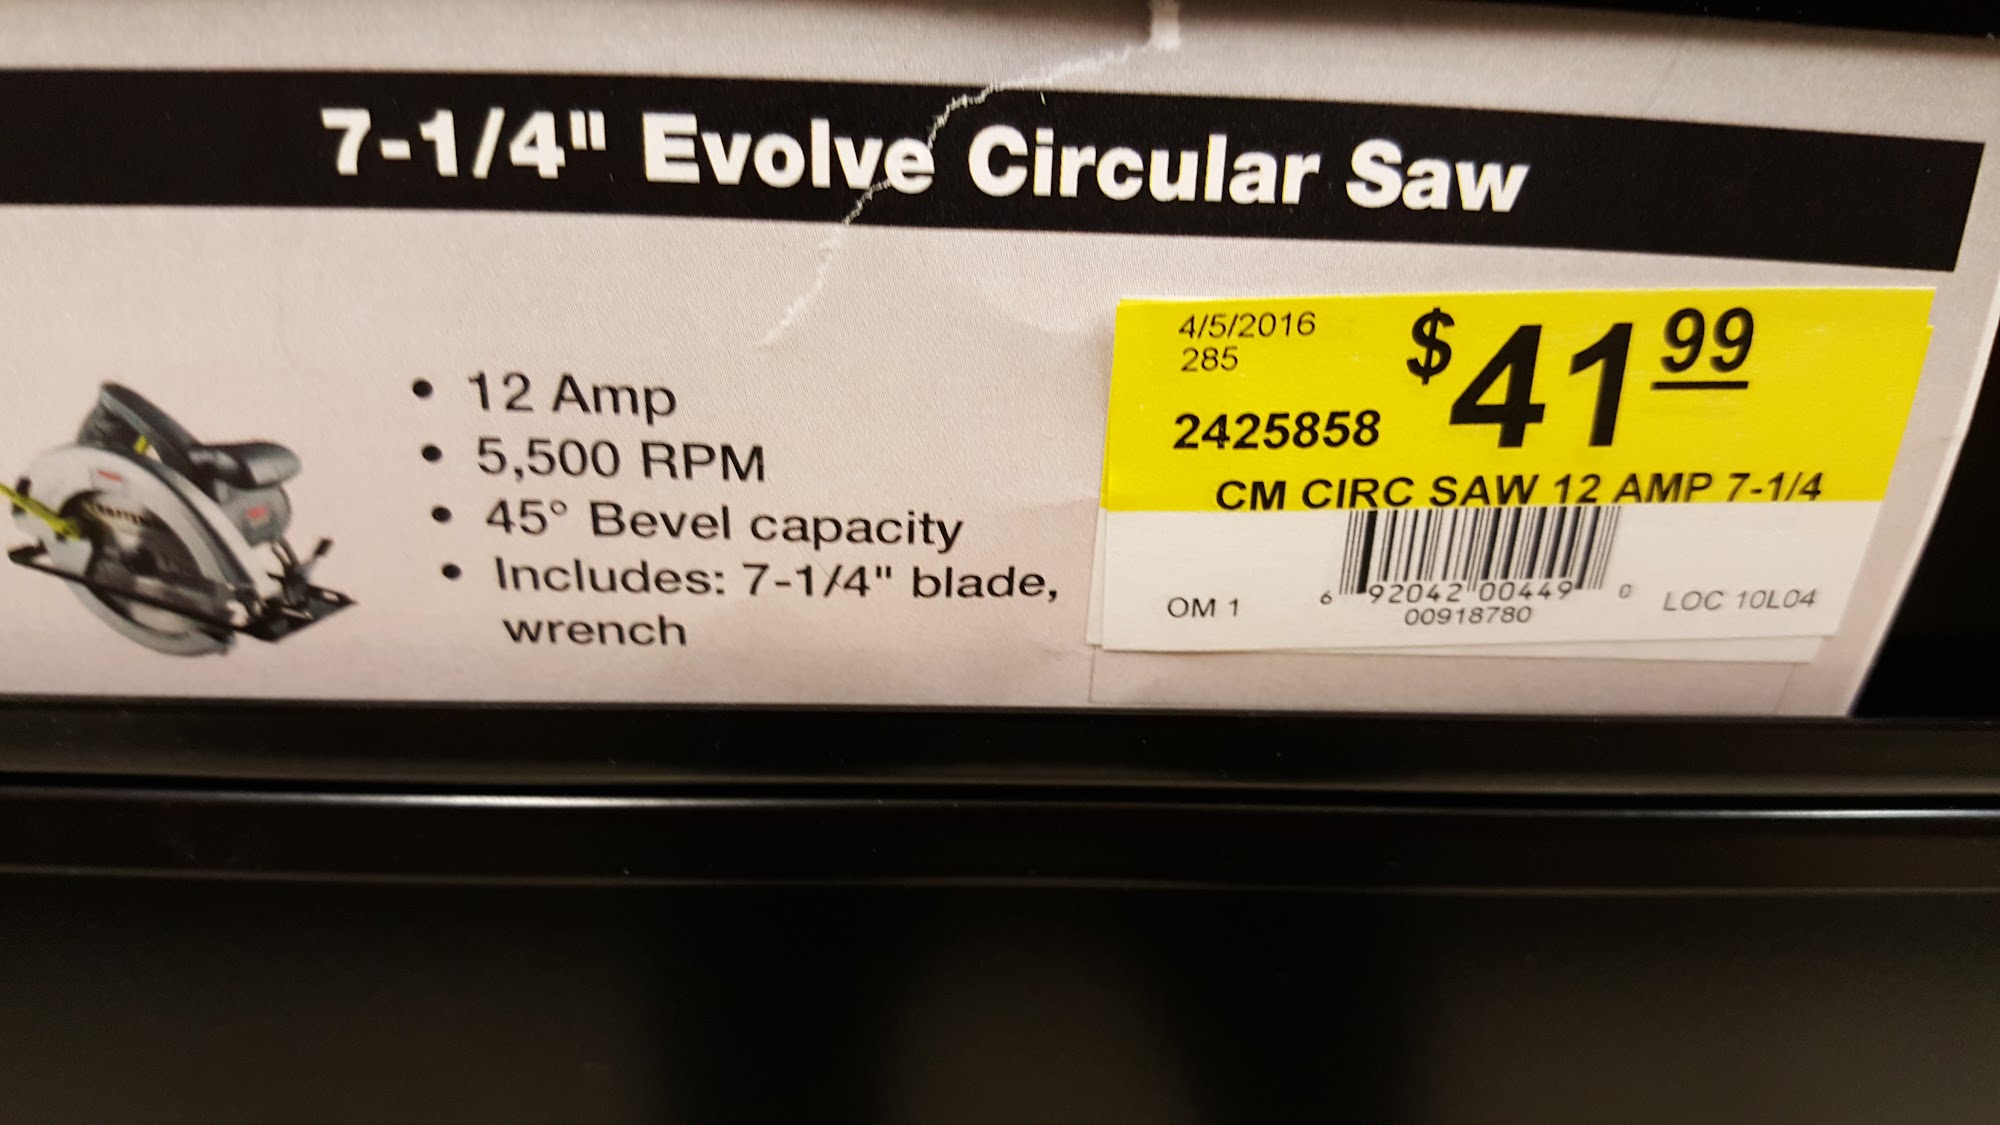 7-1/4" Evolve Circular Saw
• 12 Amp
• 5,500 RPM
• 45° Bevel capacity
• Includes: 7-1/4" blade,
wrench
4/5/2016
285
$41 99
2425858
CM CIRC SAW 12 AMP 7-1/4
OM 1
6 92042 00449 0
00918780
LOC 10L04